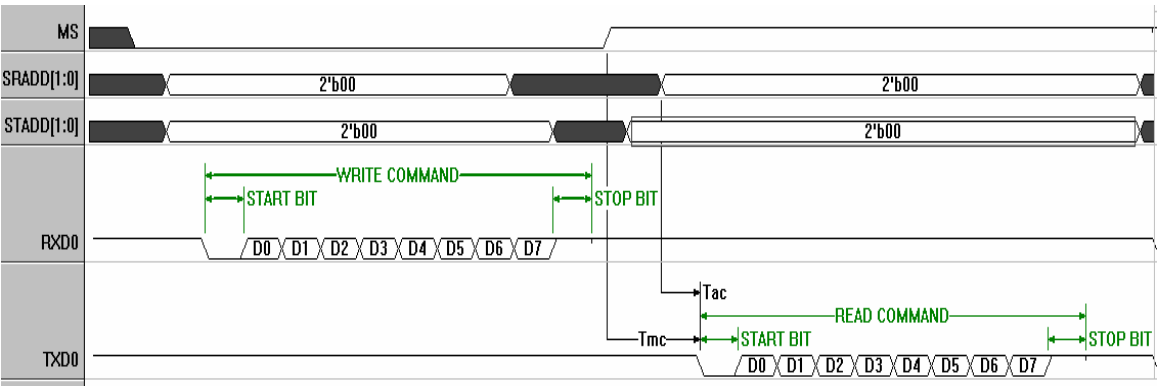 MS
SRADD[1:0] 2'b00 2'b00
STADD[1:0] 2'b00 2'b00
WRITE COMMAND
START BIT STOP BIT
RXD0 D0 D1 D2 D3 D4 D5 D6 D7
Tac
READ COMMAND
Tmc START BIT STOP BIT
TXD0 D0 D1 D2 D3 D4 D5 D6 D7